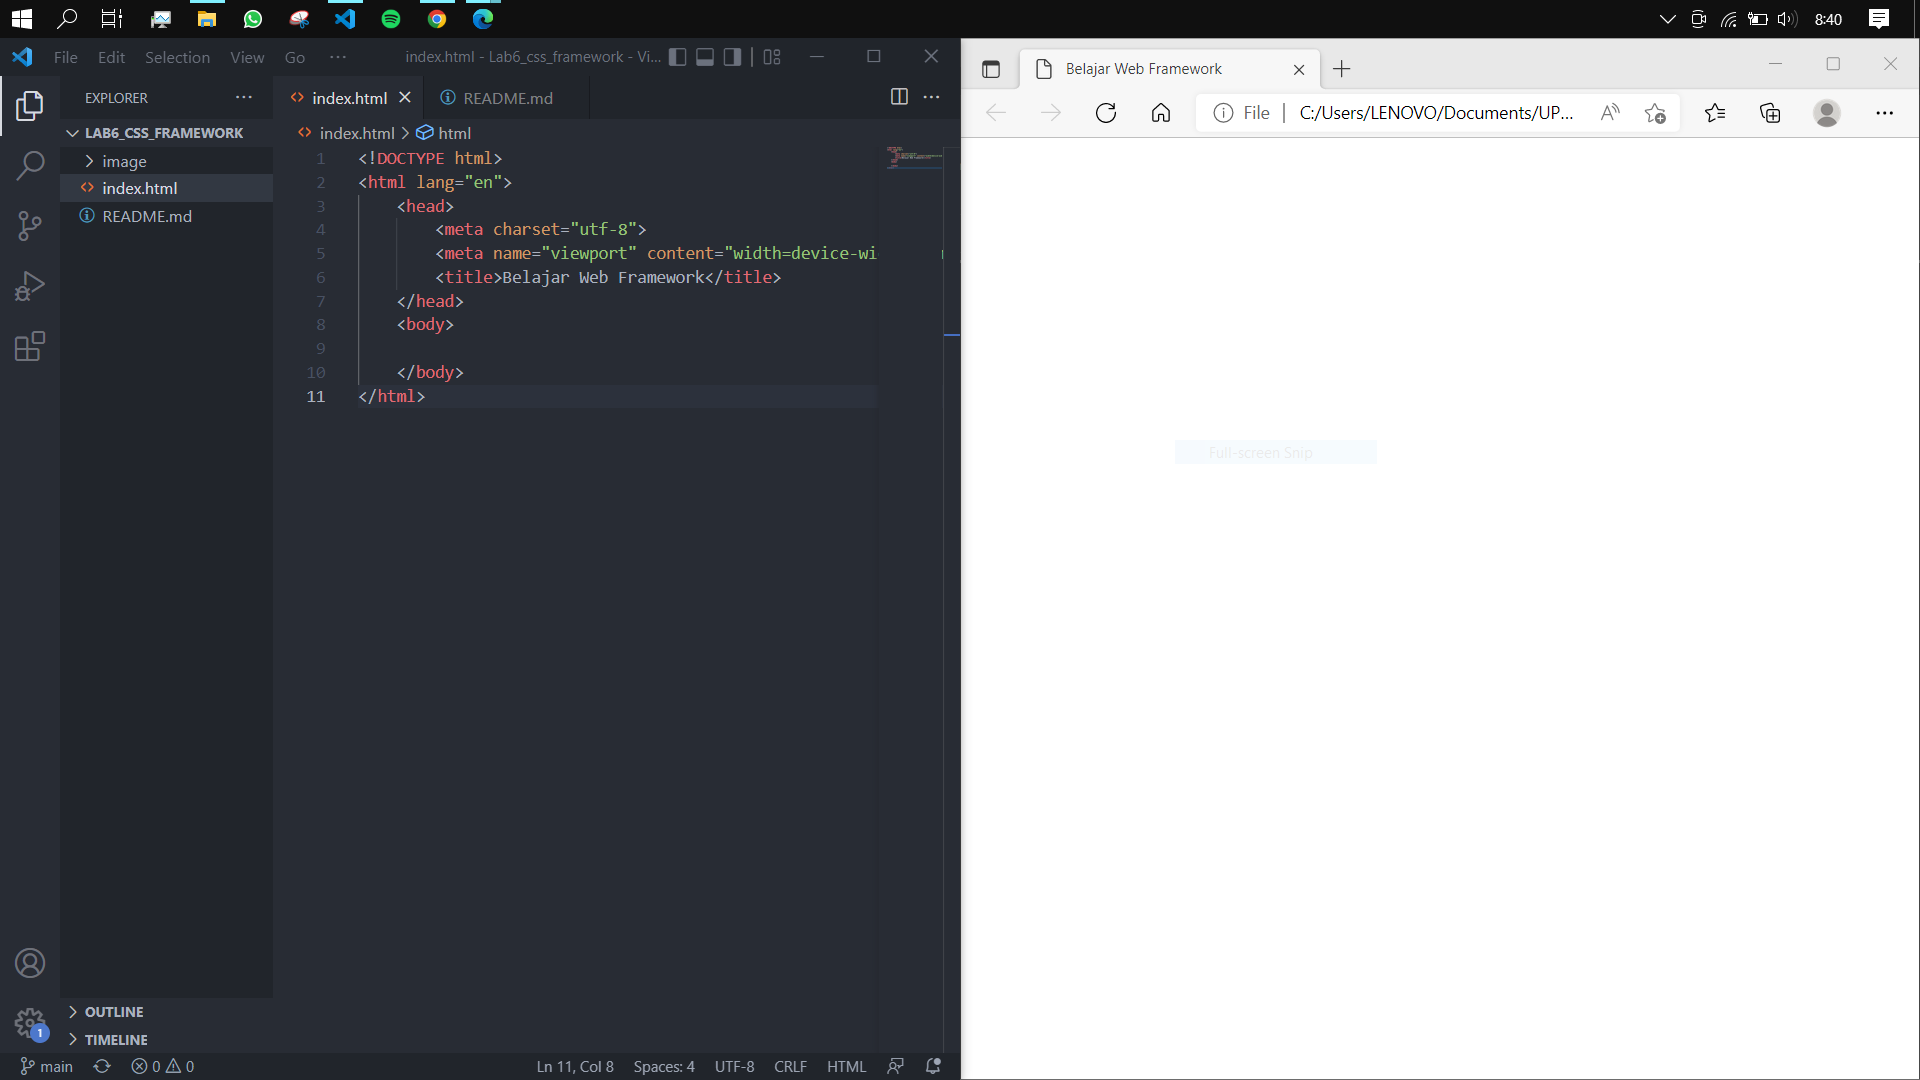 8:40
File Edit Selection View Go ··· index.html - Lab6_css_framework - Vi...
EXPLORER ···
index.html README.md ···
LAB6_CSS_FRAMEWORK
image
index.html
README.md
index.html > html
1 <!DOCTYPE html>
2 <html lang="en">
3 <head>
4 <meta charset="utf-8">
5 <meta name="viewport" content="width=device-wi
6 <title>Belajar Web Framework</title>
7 </head>
8 <body>
9
10 </body>
11 </html>
OUTLINE
TIMELINE
1
main 0 0 Ln 11, Col 8 Spaces: 4 UTF-8 CRLF HTML
Belajar Web Framework
File | C:/Users/LENOVO/Documents/UP...
Full-screen Snip